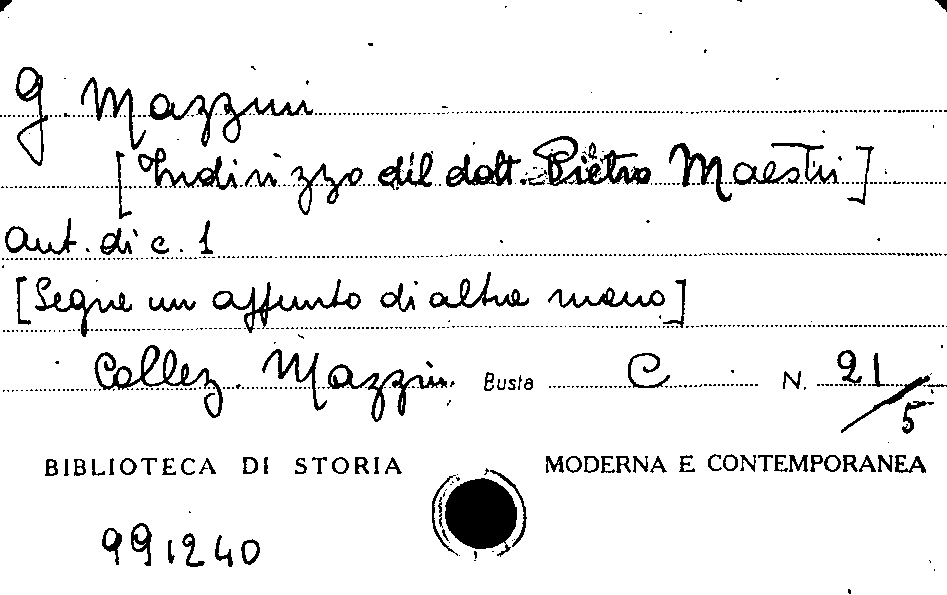 G. Mazzini
[Indirizzo del dott. Pietro Maestri]
Aut. di c. 1
[Segue un appunto di altra mano]
Collez. Mazzini Busta C N. 21/5
BIBLIOTECA DI STORIA MODERNA E CONTEMPORANEA
991240